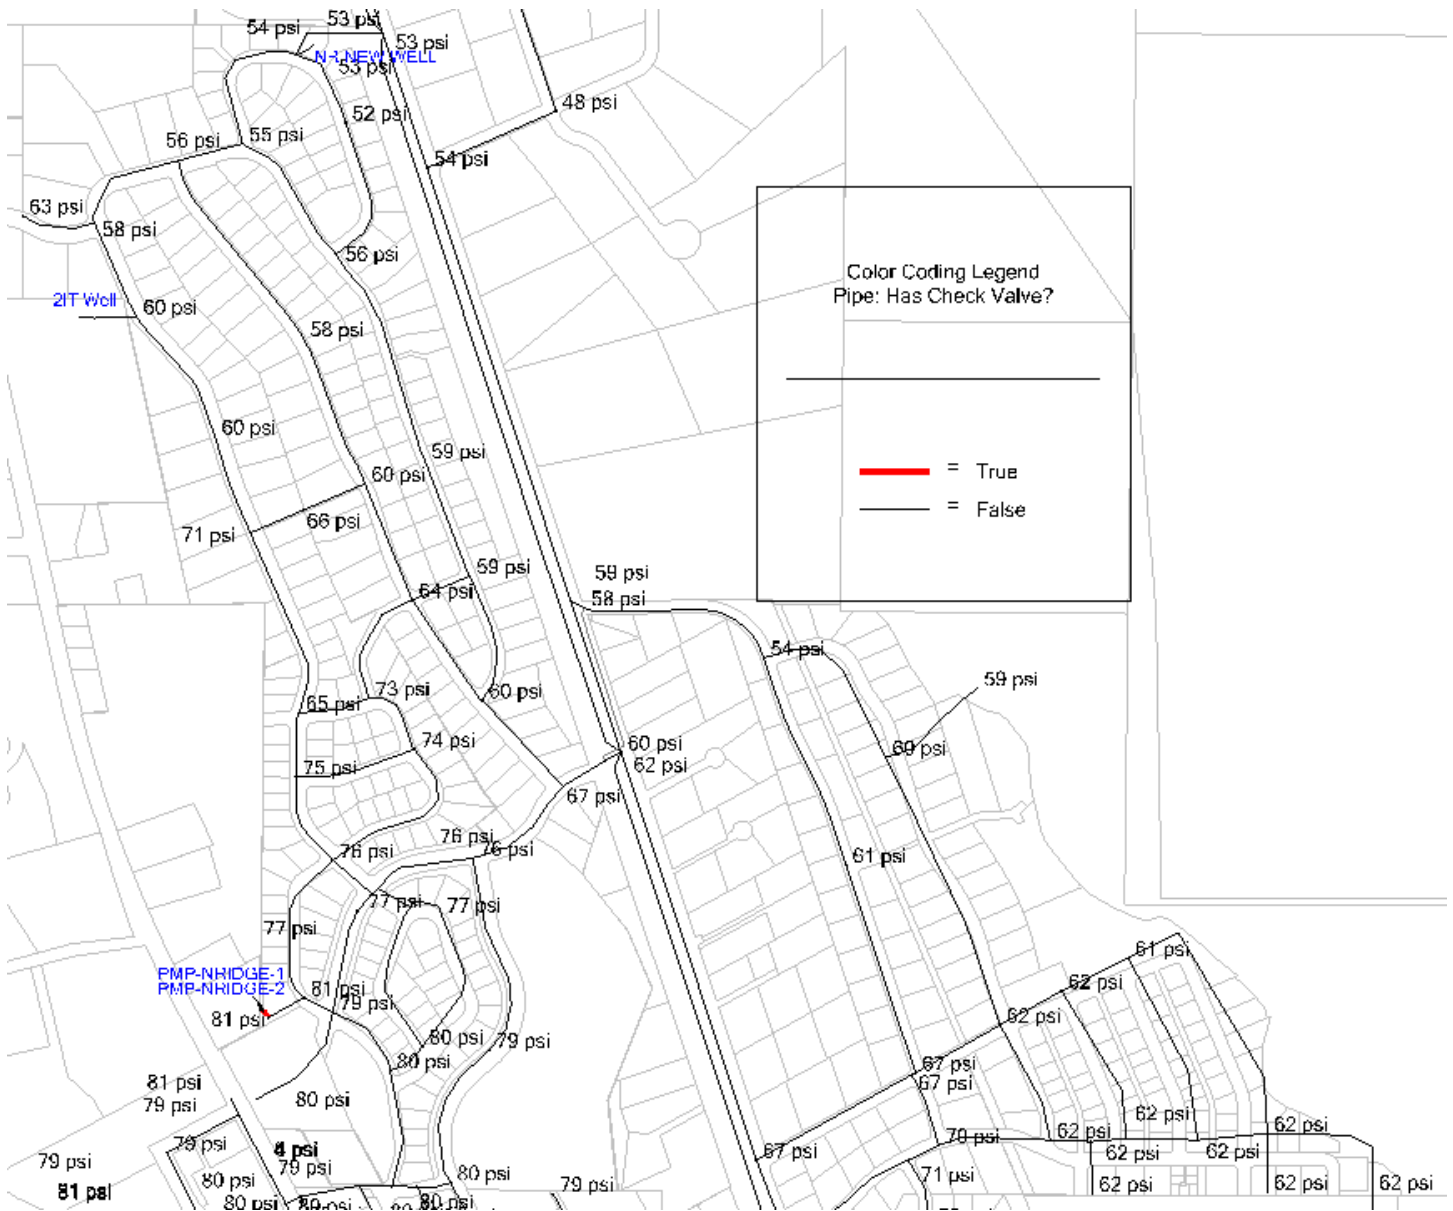 53 psi
54 psi
53 psi
NR NEW WELL
53 psi
48 psi
52 psi
55 psi
56 psi
54 psi
63 psi
58 psi
56 psi
Color Coding Legend
Pipe: Has Check Valve?
2IT Well
60 psi
58 psi
60 psi
59 psi
60 psi
= True
66 psi
= False
71 psi
59 psi
59 psi
64 psi
58 psi
54 psi
59 psi
73 psi
60 psi
65 psi
74 psi
60 psi
60 psi
75 psi
62 psi
67 psi
76 psi
76 psi
76 psi
61 psi
77 psi
77 psi
77 psi
61 psi
PMP-NRIDGE-1
PMP-NRIDGE-2
81 psi
62 psi
79 psi
81 psi
62 psi
80 psi
79 psi
80 psi
67 psi
81 psi
67 psi
80 psi
79 psi
62 psi
62 psi
79 psi
70 psi
62 psi
4 psi
67 psi
62 psi
62 psi
79 psi
79 psi
80 psi
71 psi
80 psi
79 psi
62 psi
62 psi
62 psi
81 psi
80 psi
80 psi
80 psi